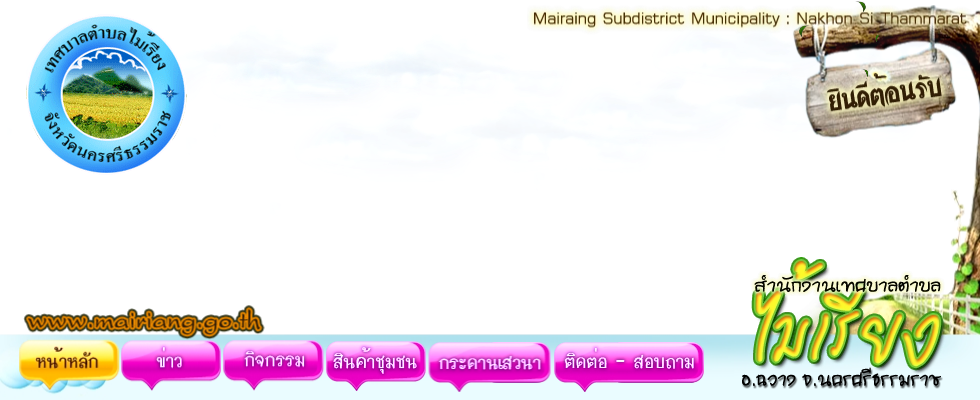 Mairaing Subdistrict Municipality : Nakhon Si Thammarat
เทศบาลตำบลไม้เรียง
จังหวัดนครศรีธรรมราช
ยินดีต้อนรับ
สำนักงานเทศบาลตำบล
ไม้เรียง
อ.ฉวาง จ.นครศรีธรรมราช
www.mairiang.go.th
หน้าหลัก ข่าว กิจกรรม สินค้าชุมชน กระดานเสวนา ติดต่อ - สอบถาม